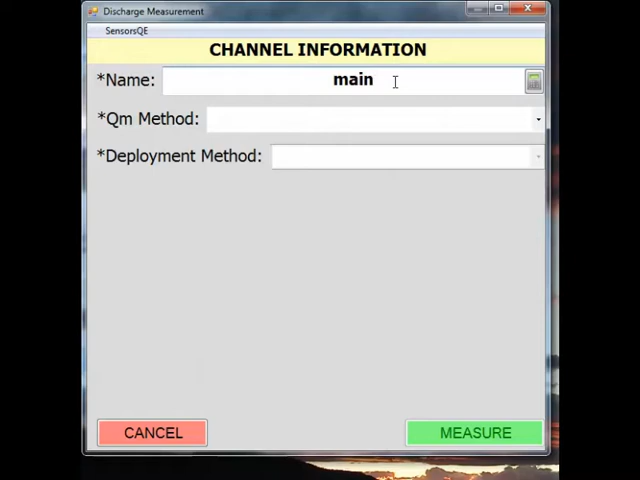 Discharge Measurement
SensorsQE
CHANNEL INFORMATION
*Name: main
*Qm Method:
*Deployment Method:
CANCEL MEASURE